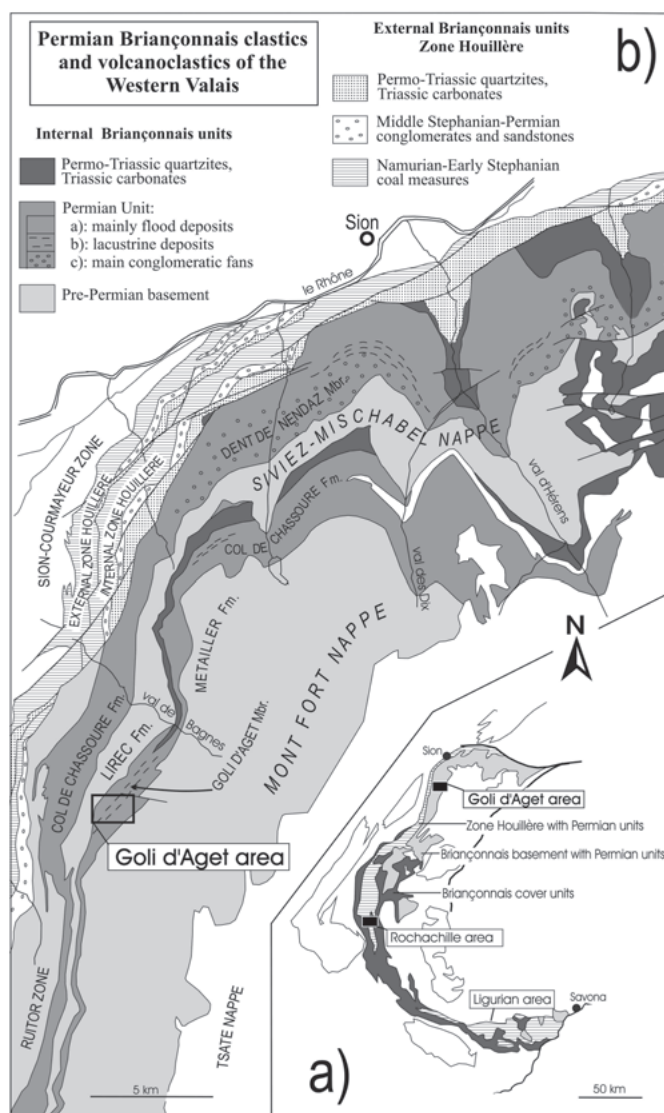 Permian Briançonnais clastics
and volcanoclastics of the
Western Valais
External Briançonnais units
Zone Houillère
b)
Permo-Triassic quartzites,
Triassic carbonates
Middle Stephanian-Permian
conglomerates and sandstones
Namurian-Early Stephanian
coal measures
Internal Briançonnais units
Permo-Triassic quartzites,
Triassic carbonates
Permian Unit:
a): mainly flood deposits
b): lacustrine deposits
c): main conglomeratic fans
Pre-Permian basement
Sion
le Rhône
DENT DE NENDAZ Mbr.
SIVIEZ-MISCHABEL NAPPE
val d'Hérens
SION-COURMAYEUR ZONE
EXTERNAL ZONE HOUILLÈRE
INTERNAL ZONE HOUILLÈRE
COL DE CHASSOURE Fm.
val des Dix
METAILLER Fm.
MONT FORT NAPPE
N
val de Bagnes
COL DE CHASSOURE Fm.
LIREC Fm.
GOLI D'AGET Mbr.
Goli d'Aget area
RUITOR ZONE
TSATE NAPPE
5 km
Sion
Goli d'Aget area
Zone Houillère with Permian units
Briançonnais basement with Permian units
Briançonnais cover units
Rochachille area
Ligurian area
Savona
a)
50 km